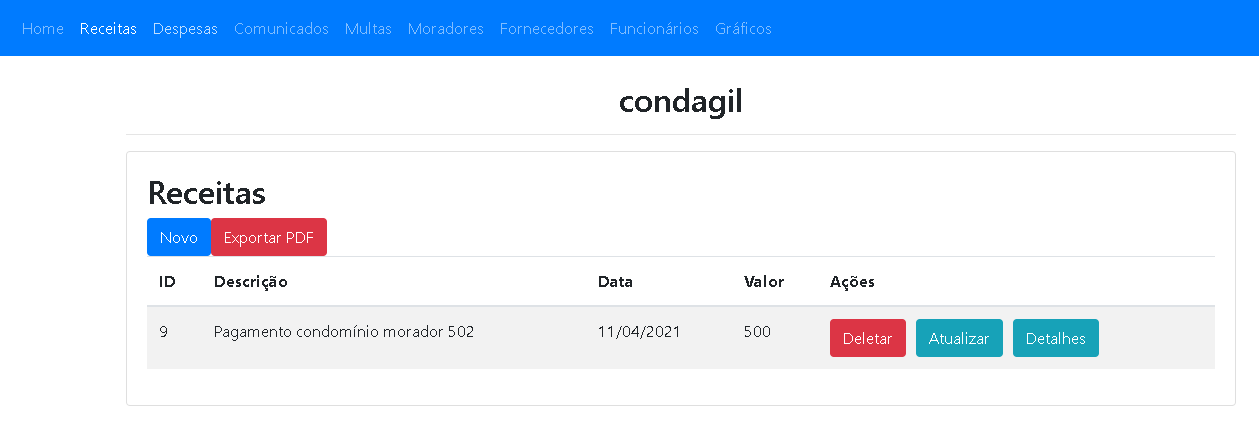 Home Receitas Despesas Comunicados Multas Moradores Fornecedores Funcionários Gráficos
condagil
Receitas
Novo Exportar PDF
ID Descrição Data Valor Ações
9 Pagamento condomínio morador 502 11/04/2021 500 Deletar Atualizar Detalhes